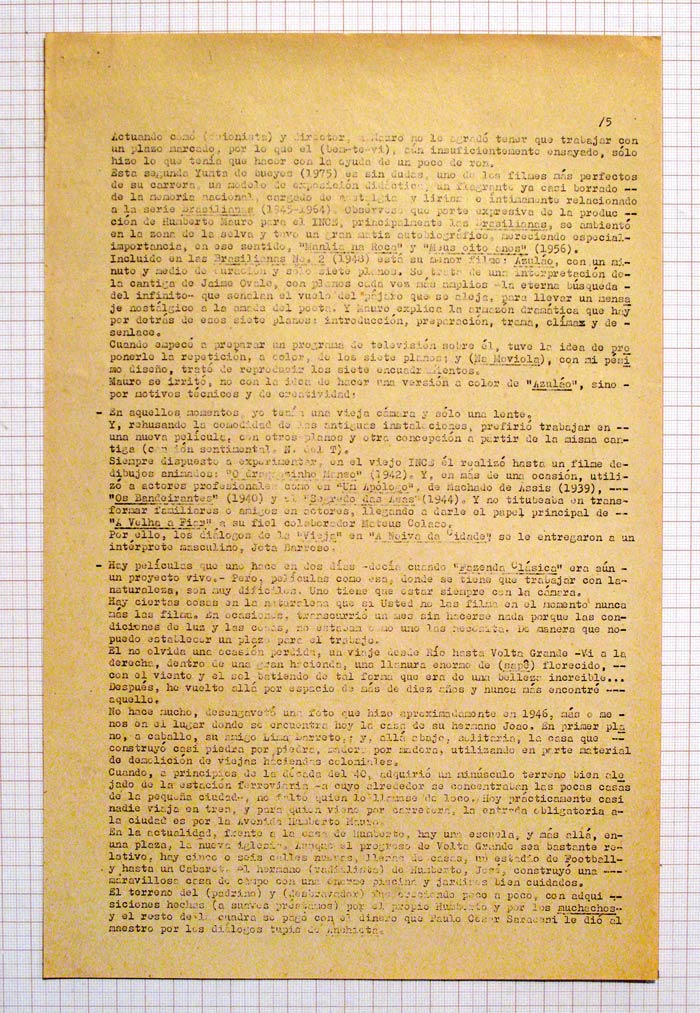 15
Actuando como ( ) y director, a Mauro no le agradó tener que trabajar con
un plazo marcado, por lo que el (ben-te-vi), aún insuficientemente ensayado, sólo
hizo lo que tenía que hacer con la ayuda de un poco de ron.
Esta segunda Yunta de bueyes (1975) es sin dudas, uno de los filmes más perfectos
de su carrera, un modelo de exposición didáctica, un fragante ya casi borrado --
de la memoria nacional, cargado de nostalgia y lirismo intimamente relacionado
a la serie Brasilianas (1945-1964). Obsérvese que parte expresiva de la produc --
ción de Humberto Mauro para el INCS, principalmente las Brasilianas, se ambientó
en la zona de la selva y tuvo un gran matiz autobiográfico, mereciendo especial-
importancia, en ese sentido, "Manhá na Roça" y "Meus oito anos" (1956).
Incluido en las Brasilianas No. 2 (1948) está su menor filme: Azuláo, con un mi-
nuto y medio de duración y sólo siete planos. Se trata de una interpretación de-
la cantiga de Jaime Ovale, con planos cada vez más amplios -la eterna búsqueda -
del infinito- que señalan el vuelo del pájaro que se aleja, para llevar un mensa
je nostálgico a la amada del poeta. Y Mauro explica la armazón dramática que hay
por detrás de esos siete planos: introducción, preparación, trama, clímax y de-
senlace.
Cuando empecé a preparar un programa de televisión sobre él, tuve la idea de pro
ponerle la repetición, a color, de los siete planos; y (Na Moviola), con mi pési
mo diseño, trató de reproducir los siete encuadramientos.
Mauro se irritó, no con la idea de hacer una versión a color de "Azuláo", sino -
por motivos técnicos y de creatividad:
- En aquellos momentos, yo tenía una vieja cámara y sólo una lente.
Y, rehusando la comodidad de las antiguas instalaciones, prefirió trabajar en --
una nueva película, con otros planos y otra concepción a partir de la misma can-
tiga (canción sentimental. N. del T).
Siempre dispuesto a experimentar, en el viejo INCS él realizó hasta un filme de-
dibujos animados: "O Dragaozinho Manso" (1942). Y, en más de una ocasión, utili-
zó a actores profesionales como en "Un Apólogo", de Machado de Assis (1939), ---
"Os Bandeirantes" (1940) y el "Segredo das Asas"(1944). Y no titubeaba en trans-
formar familiares o amigos en actores, llegando a darle el papel principal de --
"A Velha a Fiar" a su fiel colaborador Mateus Colaco.
Por ello, los diálogos de la "Vieja" en "A Noiva da Cidade" se le entregaron a un
intérprete masculino, Jota Barroso.
- Hay películas que uno hace en dos días -decía cuando "Fazenda Clásica" era aún -
un proyecto vivo.- Pero, películas como esa, donde se tiene que trabajar con la-
naturaleza, son muy difíciles. Uno tiene que estar siempre con la cámara.
Hay ciertas cosas en la naturaleza que si Usted no las filma en el momento nunca
más las filma. En ocasiones, transcurrió un mes sin hacerse nada porque las con-
diciones de luz y las cosas, no estaban como uno las necesita. De manera que no-
puedo establecer un plazo para el trabajo.
El no olvida una ocasión perdida, un viaje desde Río hasta Volta Grande -Vi a la
derecha, dentro de una gran hacienda, una llanura enorme de (sapê) florecido, --
con el viento y el sol batiendo de tal forma que era de una belleza increíble...
Después, he vuelto allá por espacio de más de diez años y nunca más encontré ---
aquello.
No hace mucho, desengavetó una foto que hizo aproximadamente en 1946, más o me -
nos en el lugar donde se encuentra hoy la casa de su hermano Joao. En primer pla
no, a caballo, su amigo Lima Barreto,; y, allá abajo, solitaria, la casa que --
construyó casi piedra por piedra, madera por madera, utilizando en parte material
de demolición de viejas haciendas coloniales.
Cuando, a principios de la década del 40, adquirió un minúsculo terreno bien ale
jado de la estación ferroviaria -a cuyo alrededor se concentraban las pocas casas
de la pequeña ciudad-, no faltó quien lo llamase de loco. Hoy prácticamente casi
nadie viaja en tren, y para quien viene por carretera, la entrada obligatoria a-
la ciudad es por la Avenida Humberto Mauro.
En la actualidad, frente a la casa de Humberto, hay una escuela, y más allá, en-
una plaza, la nueva iglesia. Aunque el progreso de Volta Grande sea bastante re-
lativo, hay cinco o seis calles nuevas, llenas de casas, un estadio de Football-
y hasta un Cabaret. El hermano (radialista) de Humberto, José, construyó una ----
maravillosa casa de campo con una enorme piscina y jardines bien cuidados.
El terreno del (padrino) y (desbravador) fue creciendo poco a poco, con adqui --
siciones hechas (a suaves préstamos) por el propio Humberto y por los muchachos-
y el resto de la cuadra se pagó con el dinero que Paulo César Saraceni le dió al
maestro por los diálogos tupis de Anchieta.